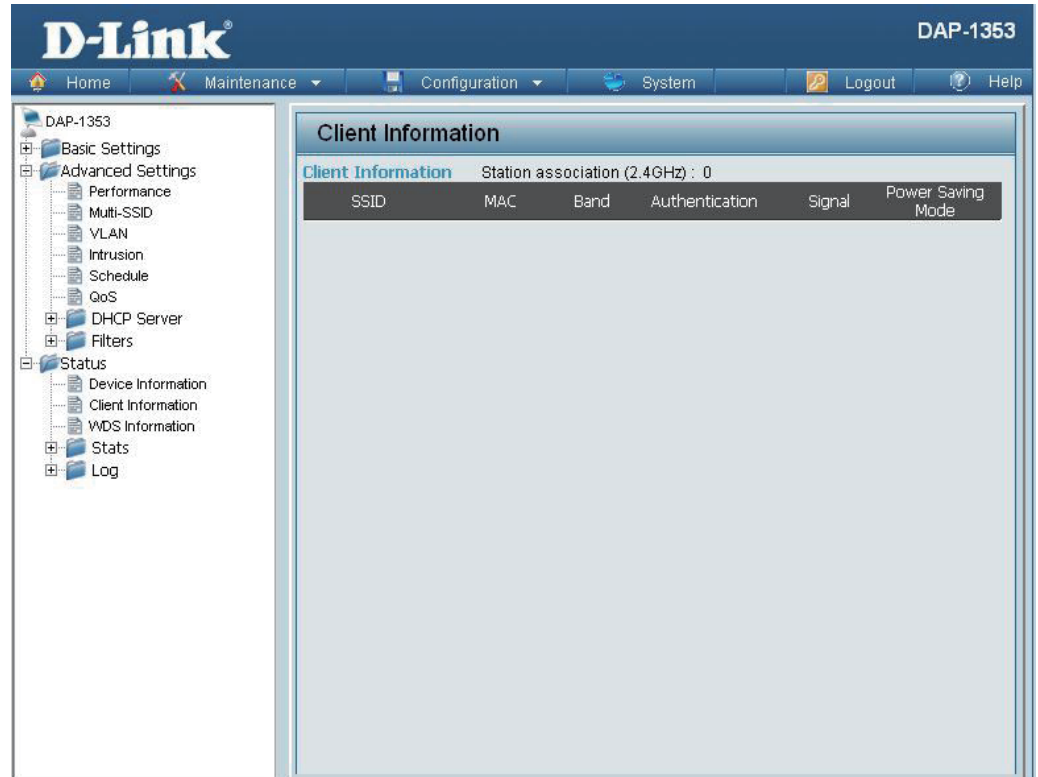 D-Link®
DAP-1353
Home Maintenance Configuration System Logout Help
DAP-1353
Basic Settings
Advanced Settings
Performance
Multi-SSID
VLAN
Intrusion
Schedule
QoS
DHCP Server
Filters
Status
Device Information
Client Information
WDS Information
Stats
Log
Client Information
Client Information Station association (2.4GHz) : 0
SSID MAC Band Authentication Signal Power Saving
Mode